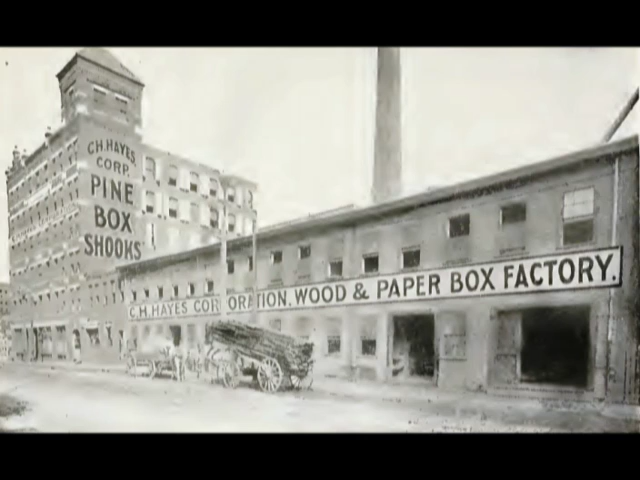 C.H. HAYES.
CORP.
PINE
BOX
SHOOKS
C.H. HAYES CORPORATION, WOOD & PAPER BOX FACTORY.